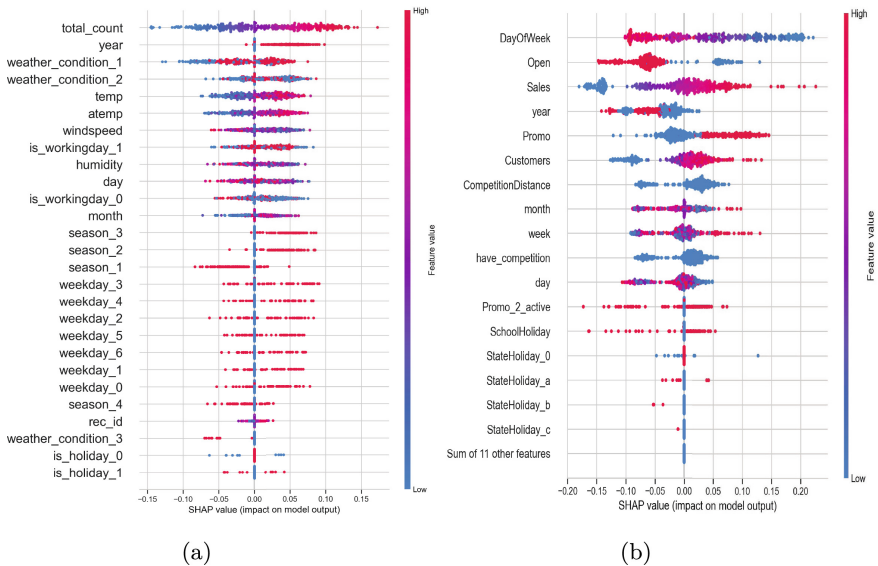 High
total_count
year
weather_condition_1
weather_condition_2
temp
atemp
windspeed
is_workingday_1
humidity
day
is_workingday_0
month
season_3
season_2
season_1
weekday_3
weekday_4
weekday_2
weekday_5
weekday_6
weekday_1
weekday_0
season_4
rec_id
weather_condition_3
is_holiday_0
is_holiday_1
Low
Feature value
−0.15 −0.10 −0.05 0.00 0.05 0.10 0.15
SHAP value (impact on model output)
(a)
High
DayOfWeek
Open
Sales
year
Promo
Customers
CompetitionDistance
month
week
have_competition
day
Promo_2_active
SchoolHoliday
StateHoliday_0
StateHoliday_a
StateHoliday_b
StateHoliday_c
Sum of 11 other features
Low
Feature value
−0.20 −0.15 −0.10 −0.05 0.00 0.05 0.10 0.15 0.20
SHAP value (impact on model output)
(b)